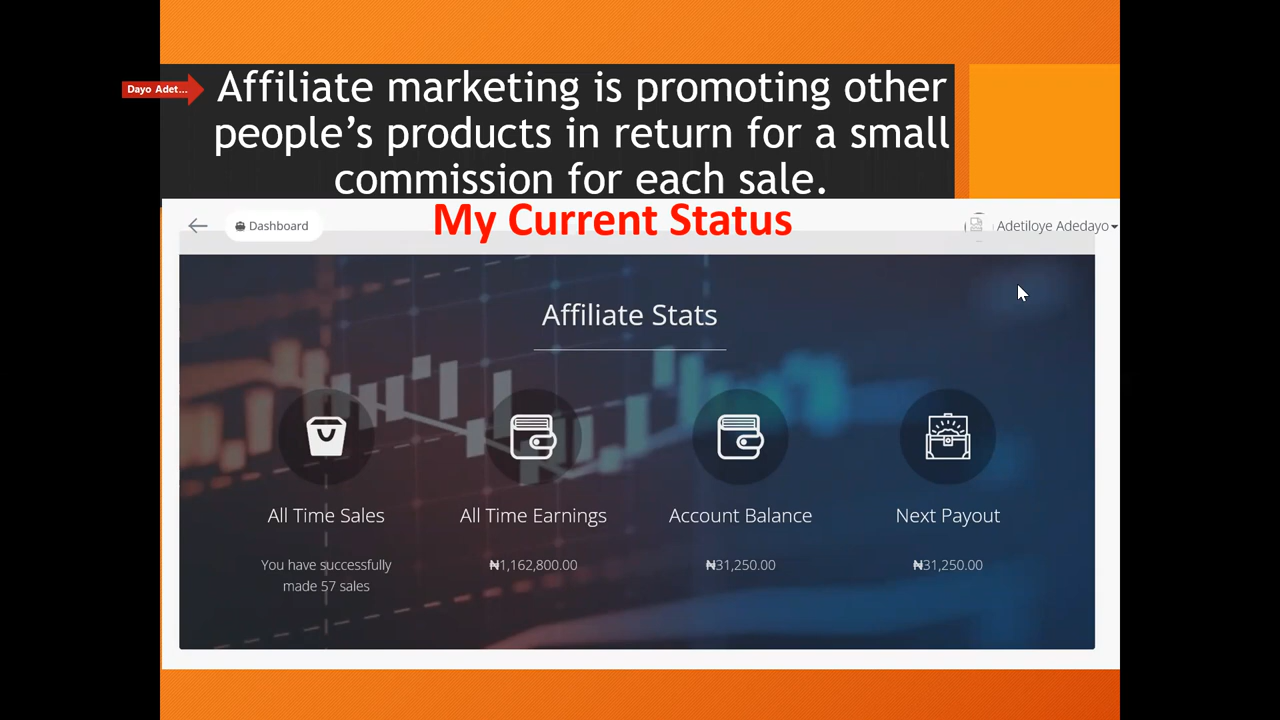 Affiliate marketing is promoting other
Dayo Adet...
people’s products in return for a small
commission for each sale.
My Current Status
Dashboard
Adetiloye Adedayo
Affiliate Stats
All Time Sales
All Time Earnings
Account Balance
Next Payout
You have successfully
made 57 sales
₦1,162,800.00
₦31,250.00
₦31,250.00